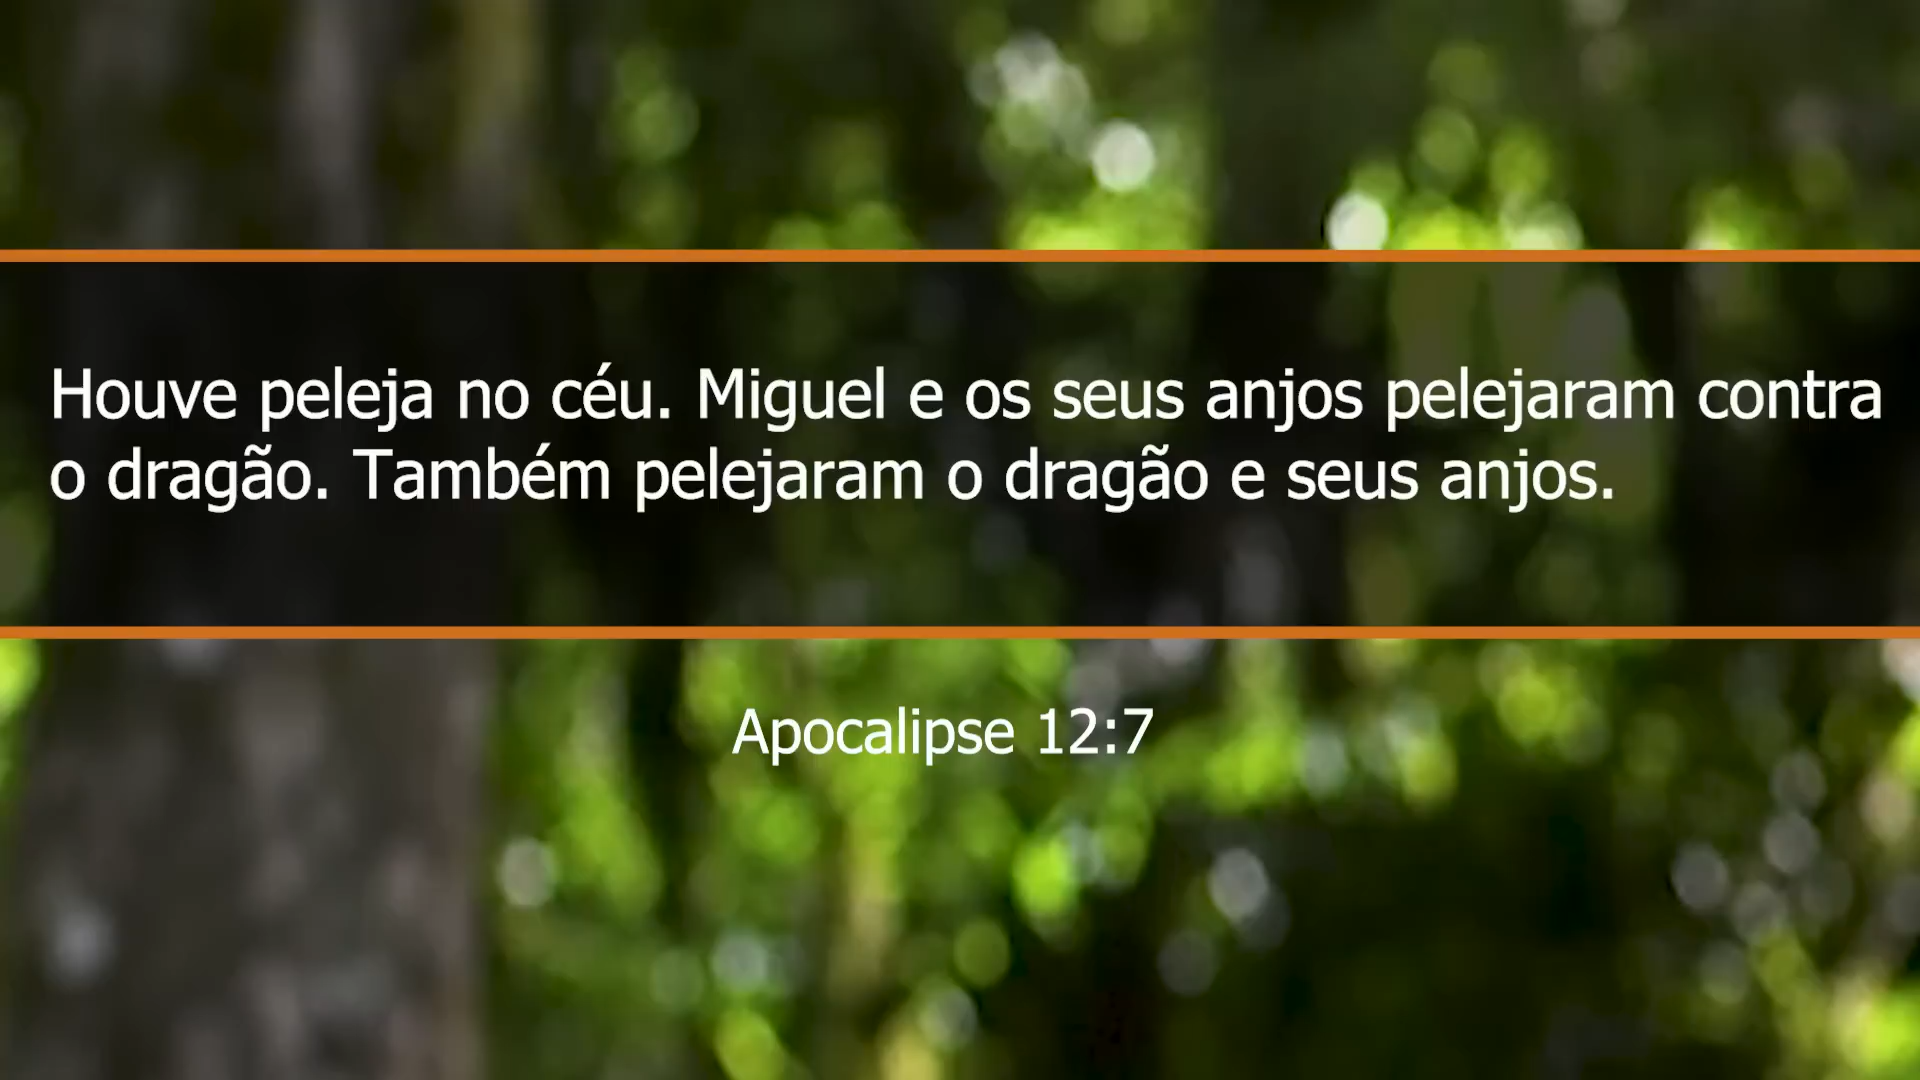 Houve peleja no céu. Miguel e os seus anjos pelejaram contra
o dragão. Também pelejaram o dragão e seus anjos.
Apocalipse 12:7